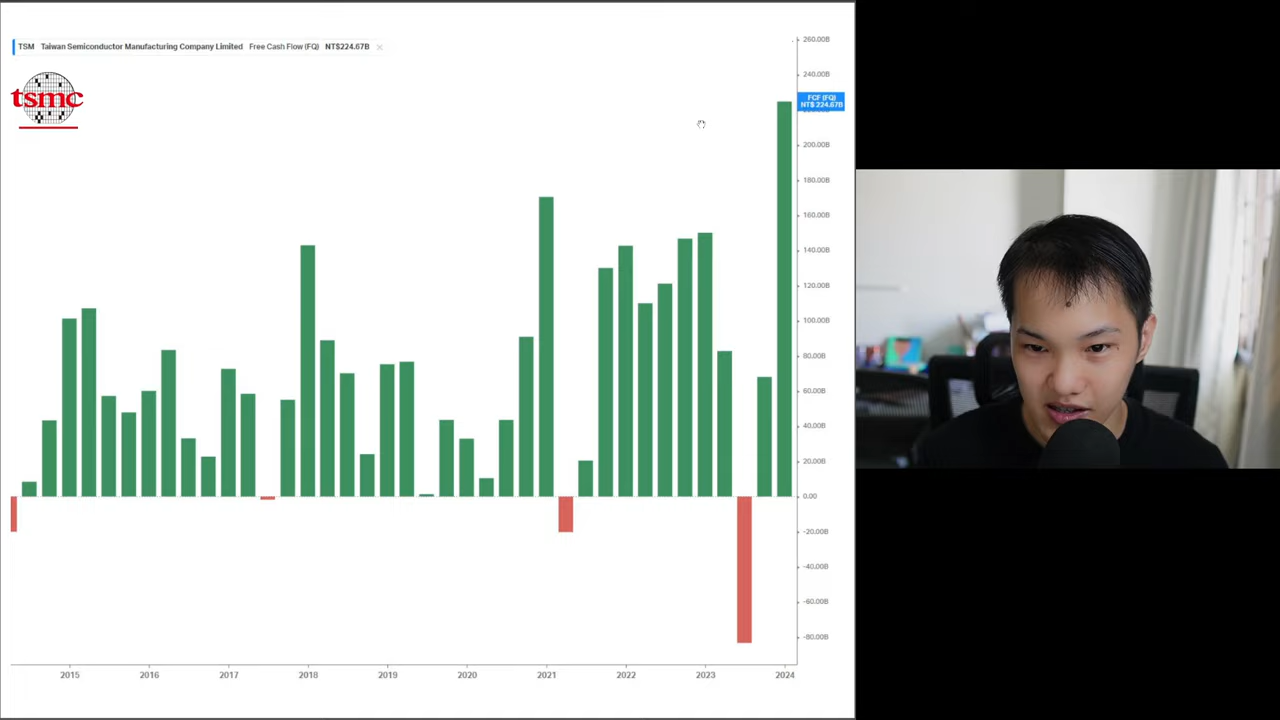 TSM Taiwan Semiconductor Manufacturing Company Limited Free Cash Flow (FQ) NT$224.67B
tsmc
260.00B
240.00B
FCF (FQ)
NT$ 224.67B
200.00B
180.00B
160.00B
140.00B
120.00B
100.00B
80.00B
60.00B
40.00B
20.00B
0.00
-20.00B
-40.00B
-60.00B
-80.00B
2015 2016 2017 2018 2019 2020 2021 2022 2023 2024